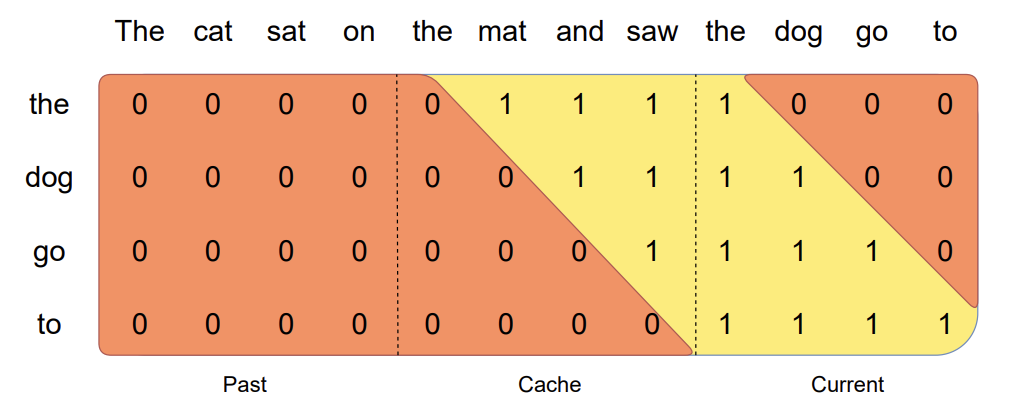 The cat sat on the mat and saw the dog go to
the 0 0 0 0 0 1 1 1 1 0 0 0
dog 0 0 0 0 0 0 1 1 1 1 0 0
go 0 0 0 0 0 0 0 1 1 1 1 0
to 0 0 0 0 0 0 0 0 1 1 1 1
Past Cache Current